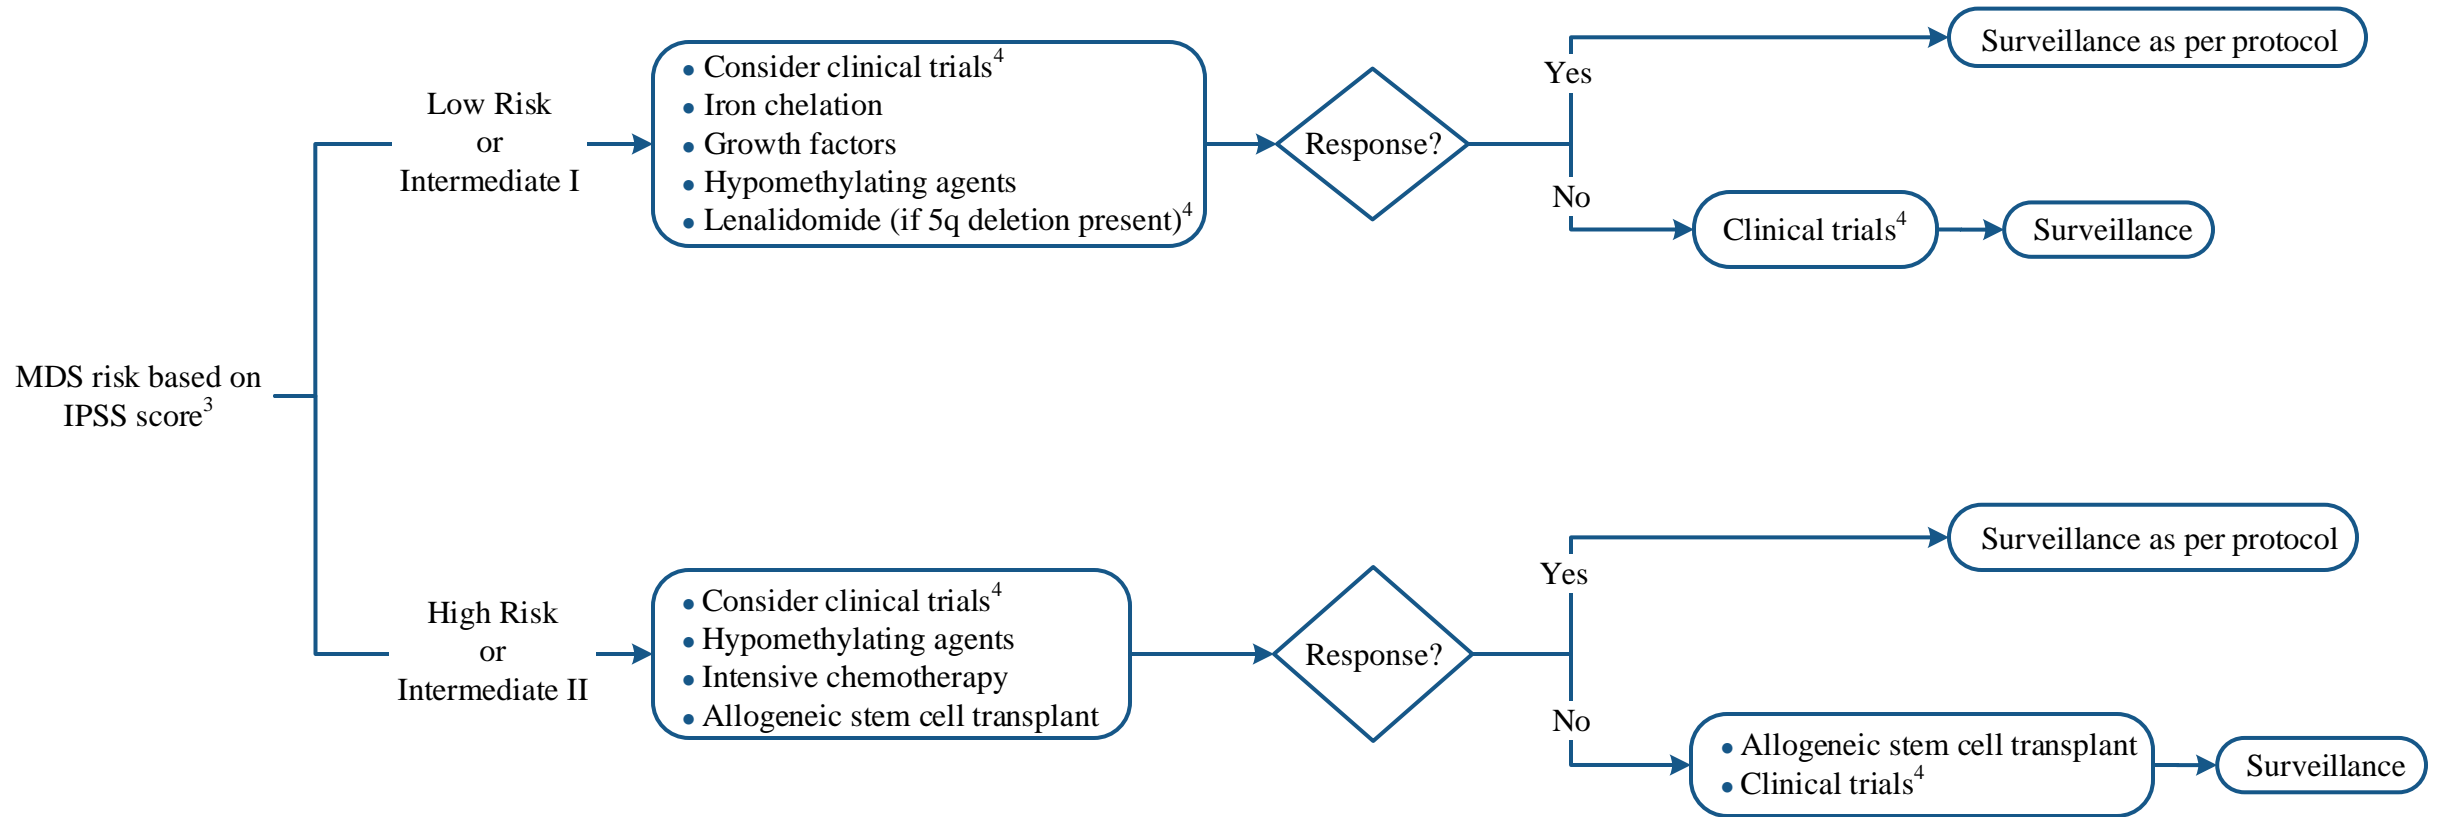 MDS risk based on
IPSS score³
Low Risk
or
Intermediate I
• Consider clinical trials⁴
• Iron chelation
• Growth factors
• Hypomethylating agents
• Lenalidomide (if 5q deletion present)⁴
Response?
Yes
Surveillance as per protocol
No
Clinical trials⁴
Surveillance
High Risk
or
Intermediate II
• Consider clinical trials⁴
• Hypomethylating agents
• Intensive chemotherapy
• Allogeneic stem cell transplant
Response?
Yes
Surveillance as per protocol
No
• Allogeneic stem cell transplant
• Clinical trials⁴
Surveillance